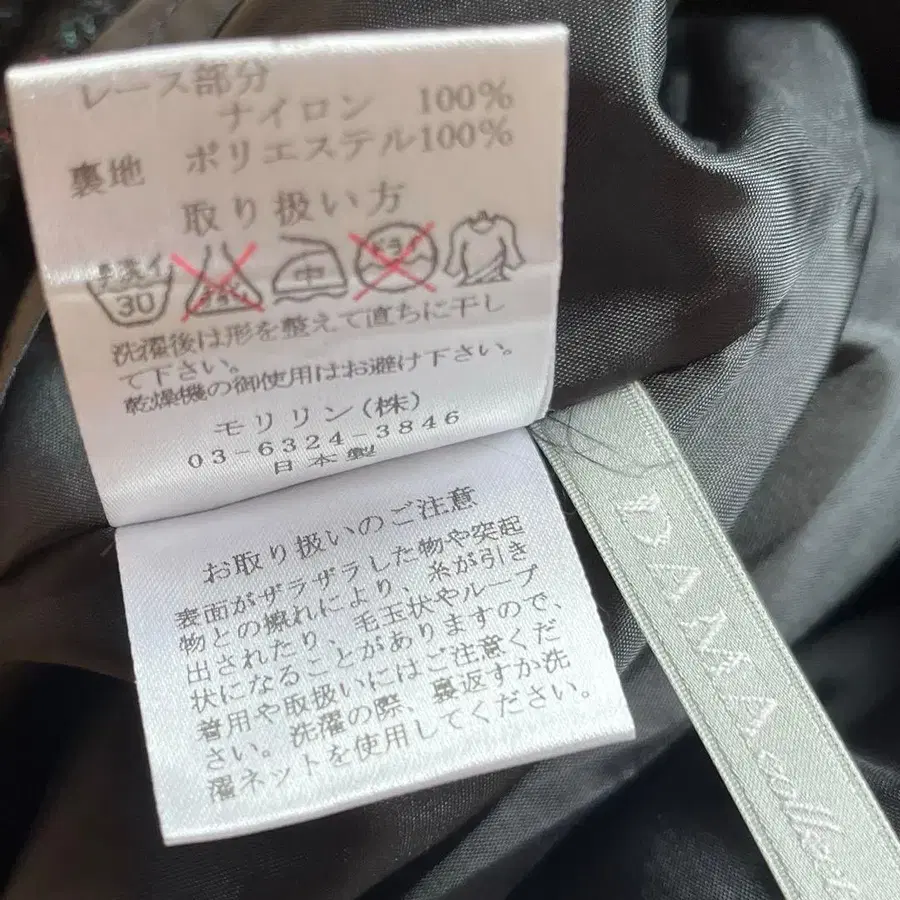 レース部分
ナイロン 100%
裏地 ポリエステル100%
取り扱い方
手洗イ
30
中
ドライ
洗濯後は形を整えて直ちに干し
て下さい。
乾燥機の御使用はお避け下さい。
モリリン(株)
03-6324-3846
日本製
お取り扱いのご注意
表面がザラザラした物や突起
物との擦れにより、糸が引き
出されたり、毛玉状やループ
状になることがありますので、
着用や取扱いにはご注意くだ
さい。洗濯の際、裏返すか洗
濯ネットを使用してください。